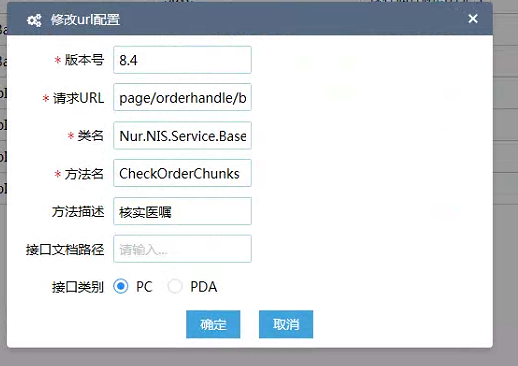 修改url配置
* 版本号 8.4
* 请求URL page/orderhandle/b
* 类名 Nur.NIS.Service.Base
* 方法名 CheckOrderChunks
方法描述 核实医嘱
接口文档路径 请输入...
接口类别 PC PDA
确定 取消